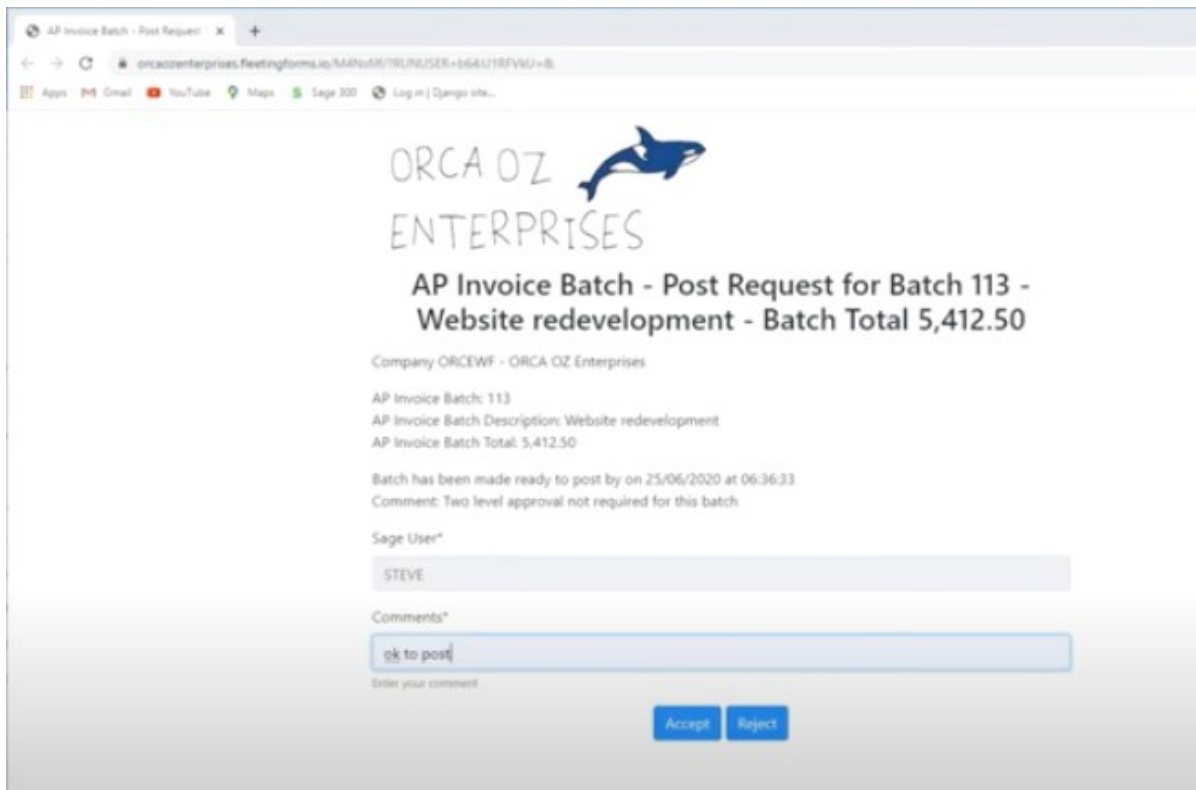 AP Invoice Batch - Post Request
orcaozenterprises.fleetingforms.io/
Apps Gmail YouTube Maps Sage 300 Log in | Django site...
ORCA OZ
ENTERPRISES
AP Invoice Batch - Post Request for Batch 113 -
Website redevelopment - Batch Total 5,412.50
Company ORCEWF - ORCA OZ Enterprises
AP Invoice Batch: 113
AP Invoice Batch Description: Website redevelopment
AP Invoice Batch Total: 5,412.50
Batch has been made ready to post by on 25/06/2020 at 06:36:33
Comment: Two level approval not required for this batch
Sage User*
STEVE
Comments*
ok to post
Enter your comment
Accept Reject